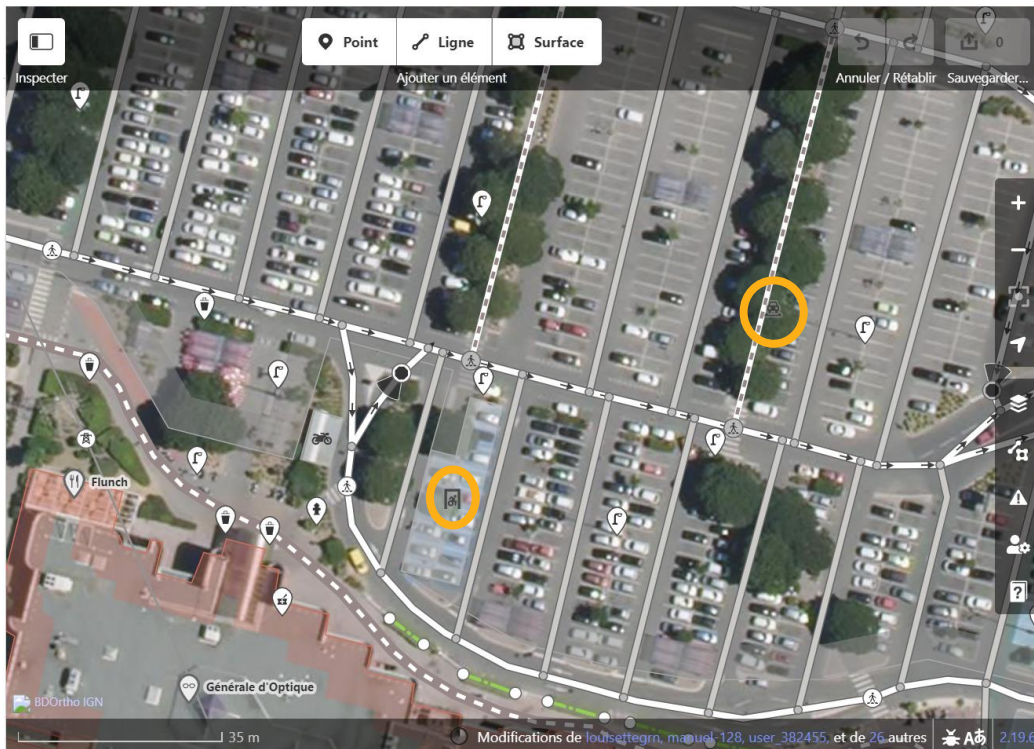 Point
Ligne
Surface
0
Inspecter
Ajouter un élément
Annuler / Rétablir
Sauvegarder...
Flunch
Générale d'Optique
BDOrtho IGN
35 m
Modifications de louisettegrn, manuel-128, user_382455, et de 26 autres
2.19.6